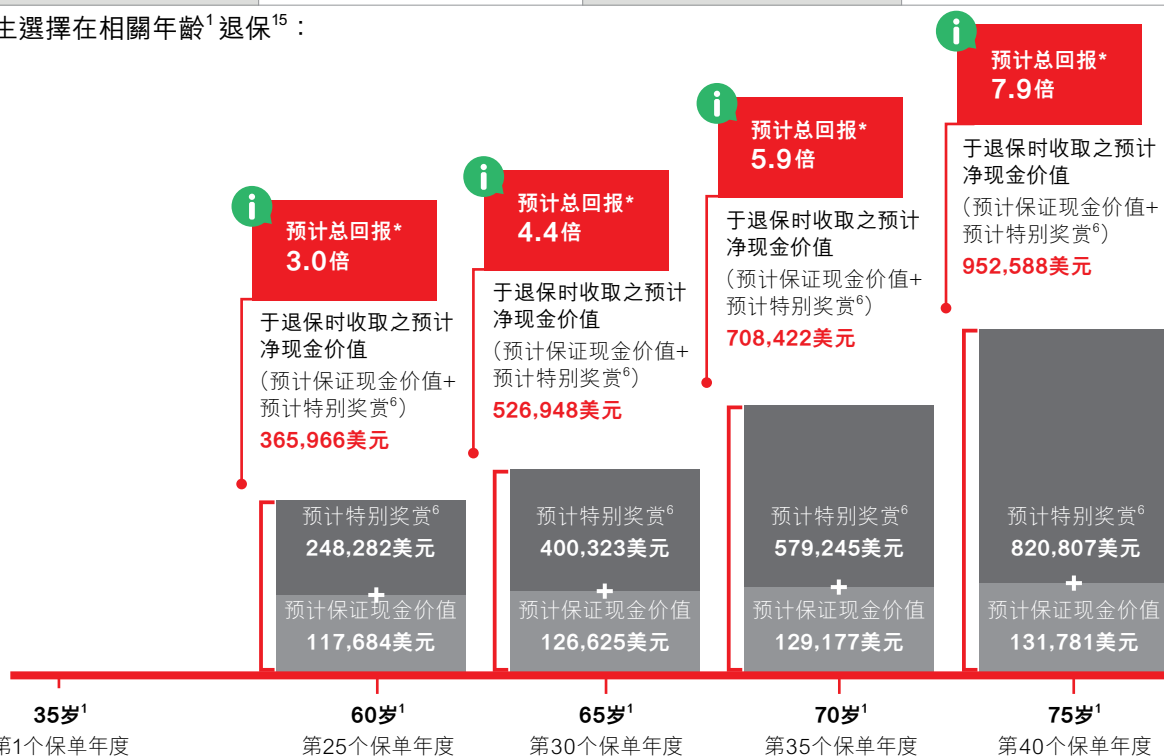 生選擇在相關年齡¹退保¹⁵：
预计总回报*
3.0倍
于退保时收取之预计
净现金价值
（预计保证现金价值+
预计特别奖赏⁶）
365,966美元
预计特别奖赏⁶
248,282美元
+
预计保证现金价值
117,684美元
预计总回报*
4.4倍
于退保时收取之预计
净现金价值
（预计保证现金价值+
预计特别奖赏⁶）
526,948美元
预计特别奖赏⁶
400,323美元
+
预计保证现金价值
126,625美元
预计总回报*
5.9倍
于退保时收取之预计
净现金价值
（预计保证现金价值+
预计特别奖赏⁶）
708,422美元
预计特别奖赏⁶
579,245美元
+
预计保证现金价值
129,177美元
预计总回报*
7.9倍
于退保时收取之预计
净现金价值
（预计保证现金价值+
预计特别奖赏⁶）
952,588美元
预计特别奖赏⁶
820,807美元
+
预计保证现金价值
131,781美元
35岁¹
第1个保单年度
60岁¹
第25个保单年度
65岁¹
第30个保单年度
70岁¹
第35个保单年度
75岁¹
第40个保单年度